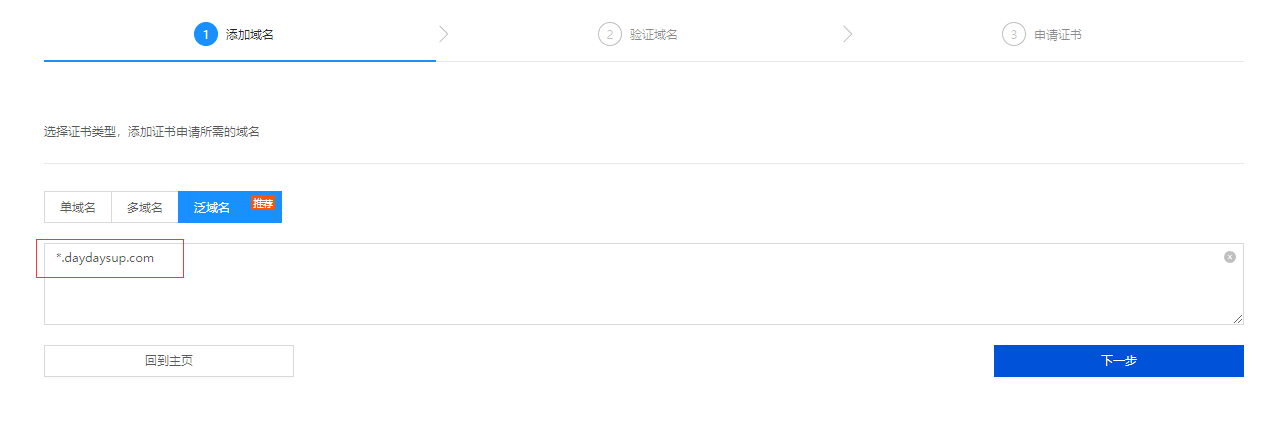 1 添加域名 2 验证域名 3 申请证书
选择证书类型，添加证书申请所需的域名
单域名 多域名 泛域名 推荐
*.daydaysup.com
回到主页 下一步